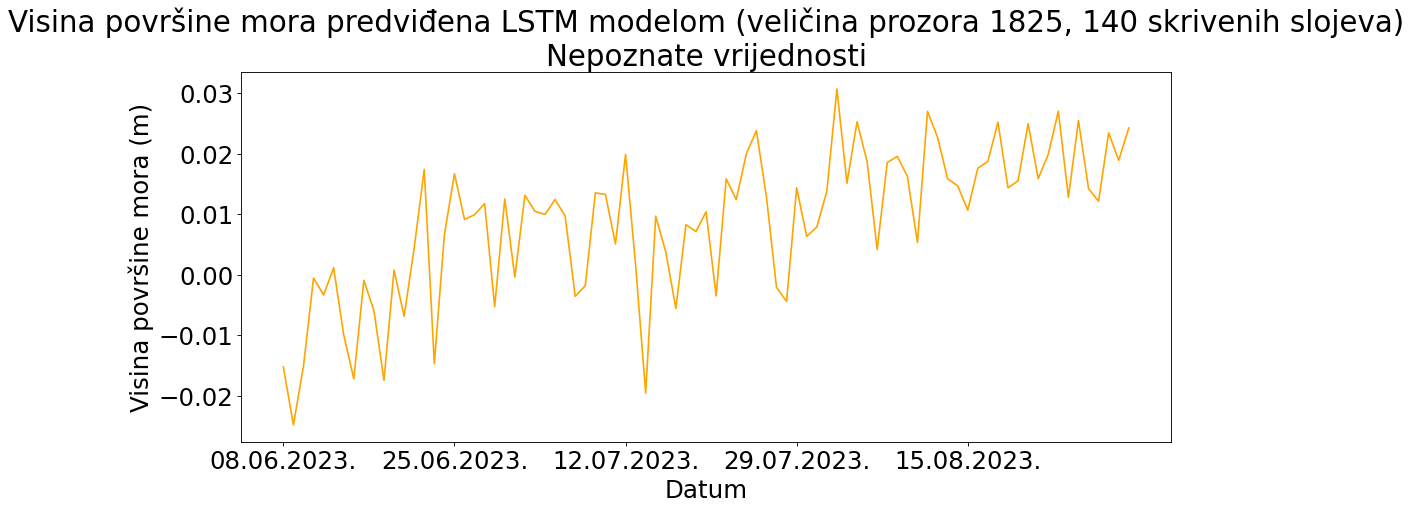 Visina površine mora predviđena LSTM modelom (veličina prozora 1825, 140 skrivenih slojeva)
Nepoznate vrijednosti
Visina površine mora (m)
0.03
0.02
0.01
0.00
−0.01
−0.02
08.06.2023. 25.06.2023. 12.07.2023. 29.07.2023. 15.08.2023.
Datum